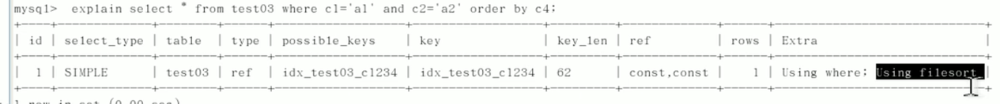 mysql>  explain select * from test03 where c1='a1' and c2='a2' order by c4;
+----+-------------+--------+------+------------------+------------------+---------+-------------+------+-----------------------------+
| id | select_type | table  | type | possible_keys    | key              | key_len | ref         | rows | Extra                       |
+----+-------------+--------+------+------------------+------------------+---------+-------------+------+-----------------------------+
|  1 | SIMPLE      | test03 | ref  | idx_test03_c1234 | idx_test03_c1234 | 62      | const,const |    1 | Using where; Using filesort |
+----+-------------+--------+------+------------------+------------------+---------+-------------+------+-----------------------------+
1 row in set (0.00 sec)